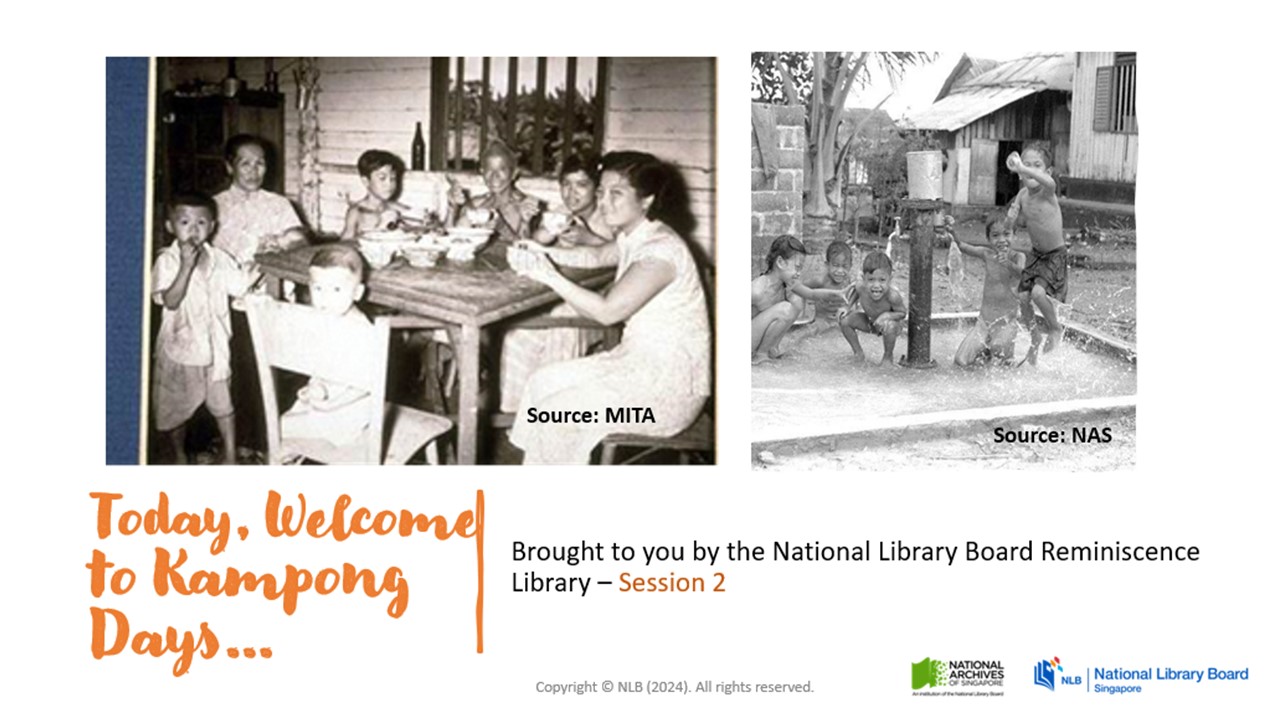 Source: MITA
Source: NAS
Today, Welcome
to Kampong
Days...
Brought to you by the National Library Board Reminiscence
Library – Session 2
Copyright © NLB (2024). All rights reserved.
NATIONAL
ARCHIVES
OF SINGAPORE
An institution of the National Library Board
NLB
National Library Board
Singapore